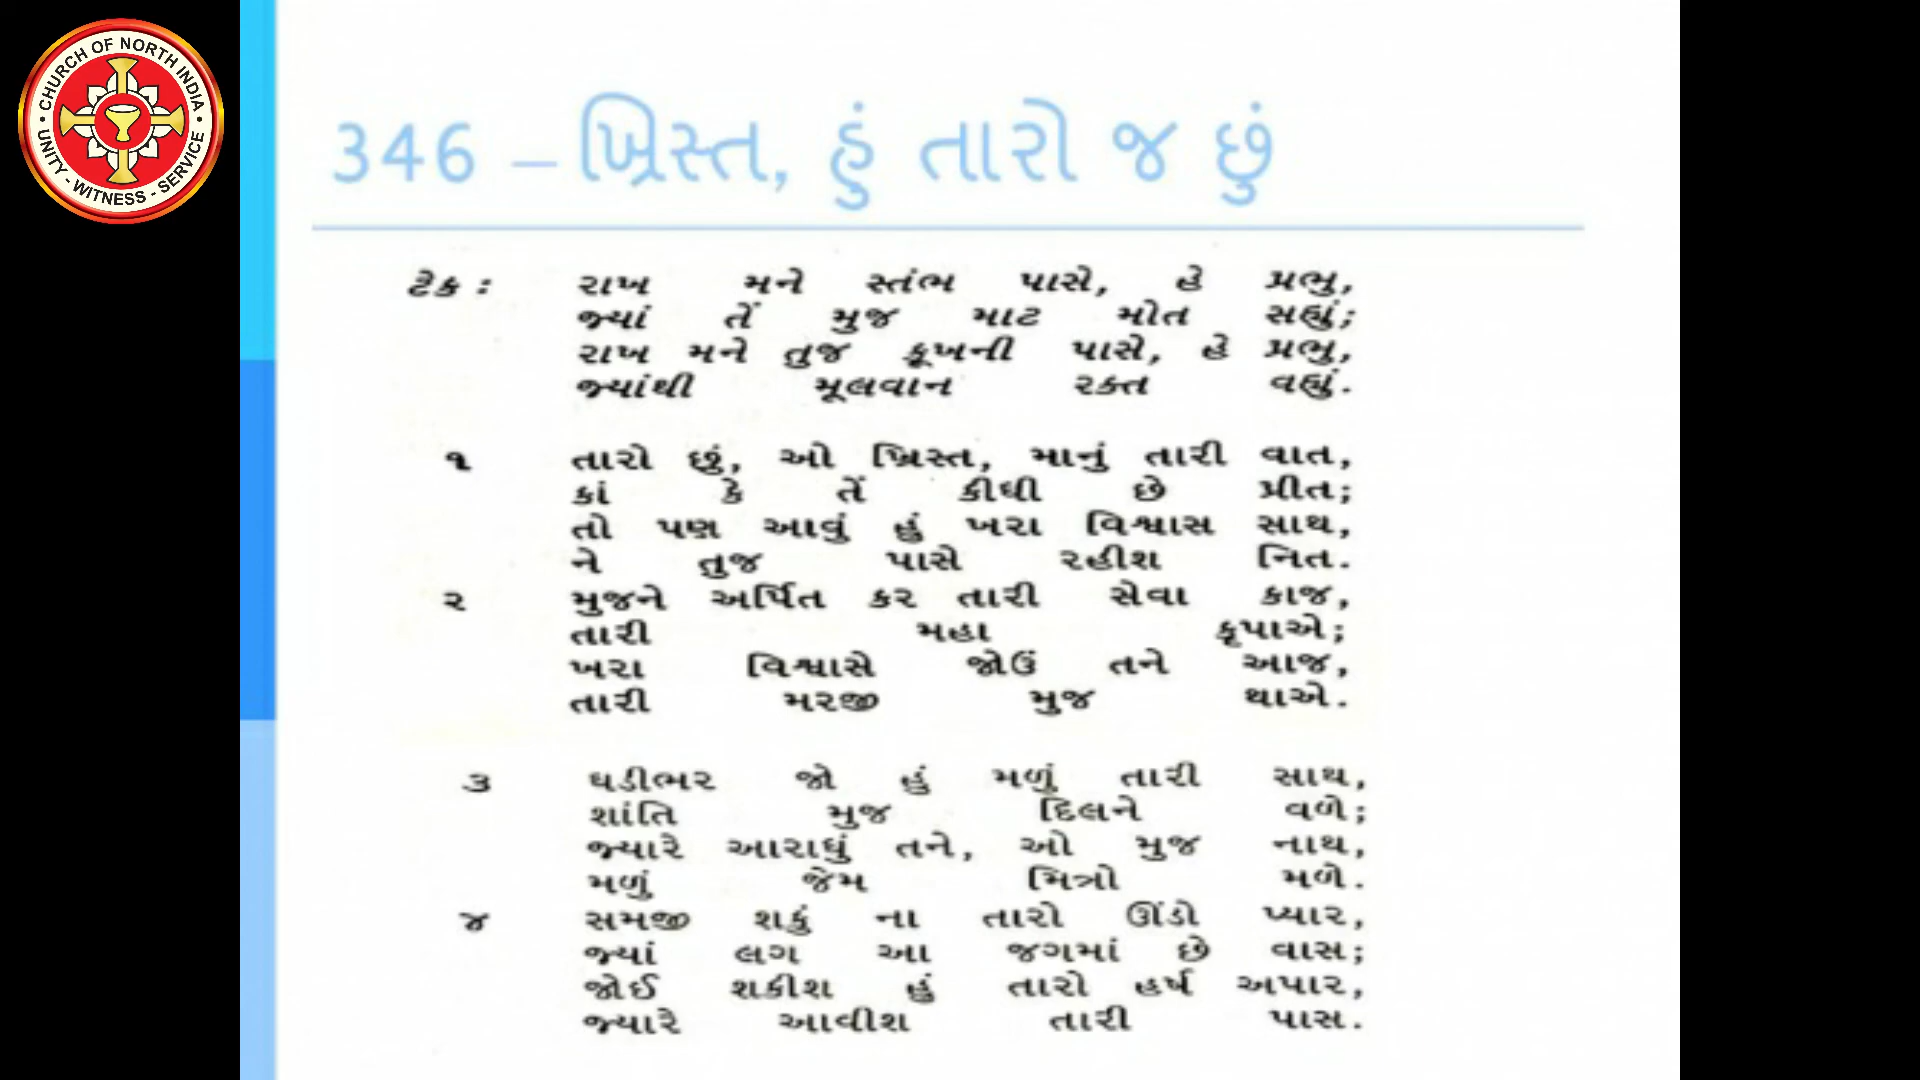 CHURCH OF NORTH INDIA
UNITY - WITNESS - SERVICE
346 – ખ્રિસ્ત, હું તારો જ છું
ટેક : રાખ મને સ્તંભ પાસે, હે પ્રભુ,
જ્યાં તેં મુજ માટ મોત સહ્યું;
રાખ મને તુજ કૂખની પાસે, હે પ્રભુ,
જ્યાંથી મૂલવાન રક્ત વહ્યું.
૧ તારો છું, ઓ ખ્રિસ્ત, માનું તારી વાત,
કાં કે તેં કીધી છે પ્રીત;
તો પણ આવું હું ખરા વિશ્વાસ સાથ,
ને તુજ પાસે રહીશ નિત.
૨ મુજને અર્પિત કર તારી સેવા કાજ,
તારી મહા કૃપાએ;
ખરા વિશ્વાસે જોઉં તને આજ,
તારી મરજી મુજ થાએ.
૩ ઘડીભર જો હું મળું તારી સાથ,
શાંતિ મુજ દિલને વળે;
જ્યારે આરાધું તને, ઓ મુજ નાથ,
મળું જેમ મિત્રો મળે.
૪ સમજી શકું ના તારો ઊંડો પ્યાર,
જ્યાં લગ આ જગમાં છે વાસ;
જોઈ શકીશ હું તારો હર્ષ અપાર,
જ્યારે આવીશ તારી પાસ.